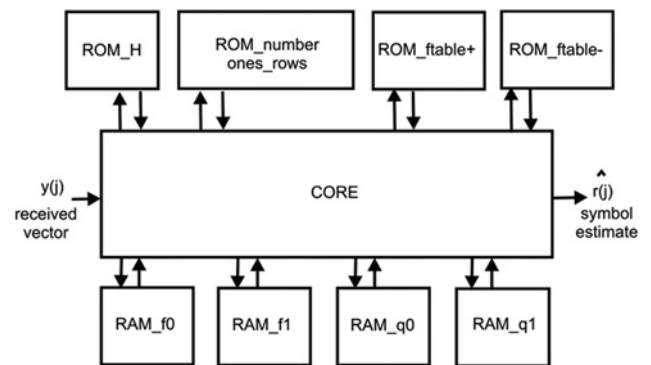 ROM_H
ROM_number
ones_rows
ROM_ftable+
ROM_ftable-
y(j)
received
vector
CORE
^
r(j)
symbol
estimate
RAM_f0
RAM_f1
RAM_q0
RAM_q1